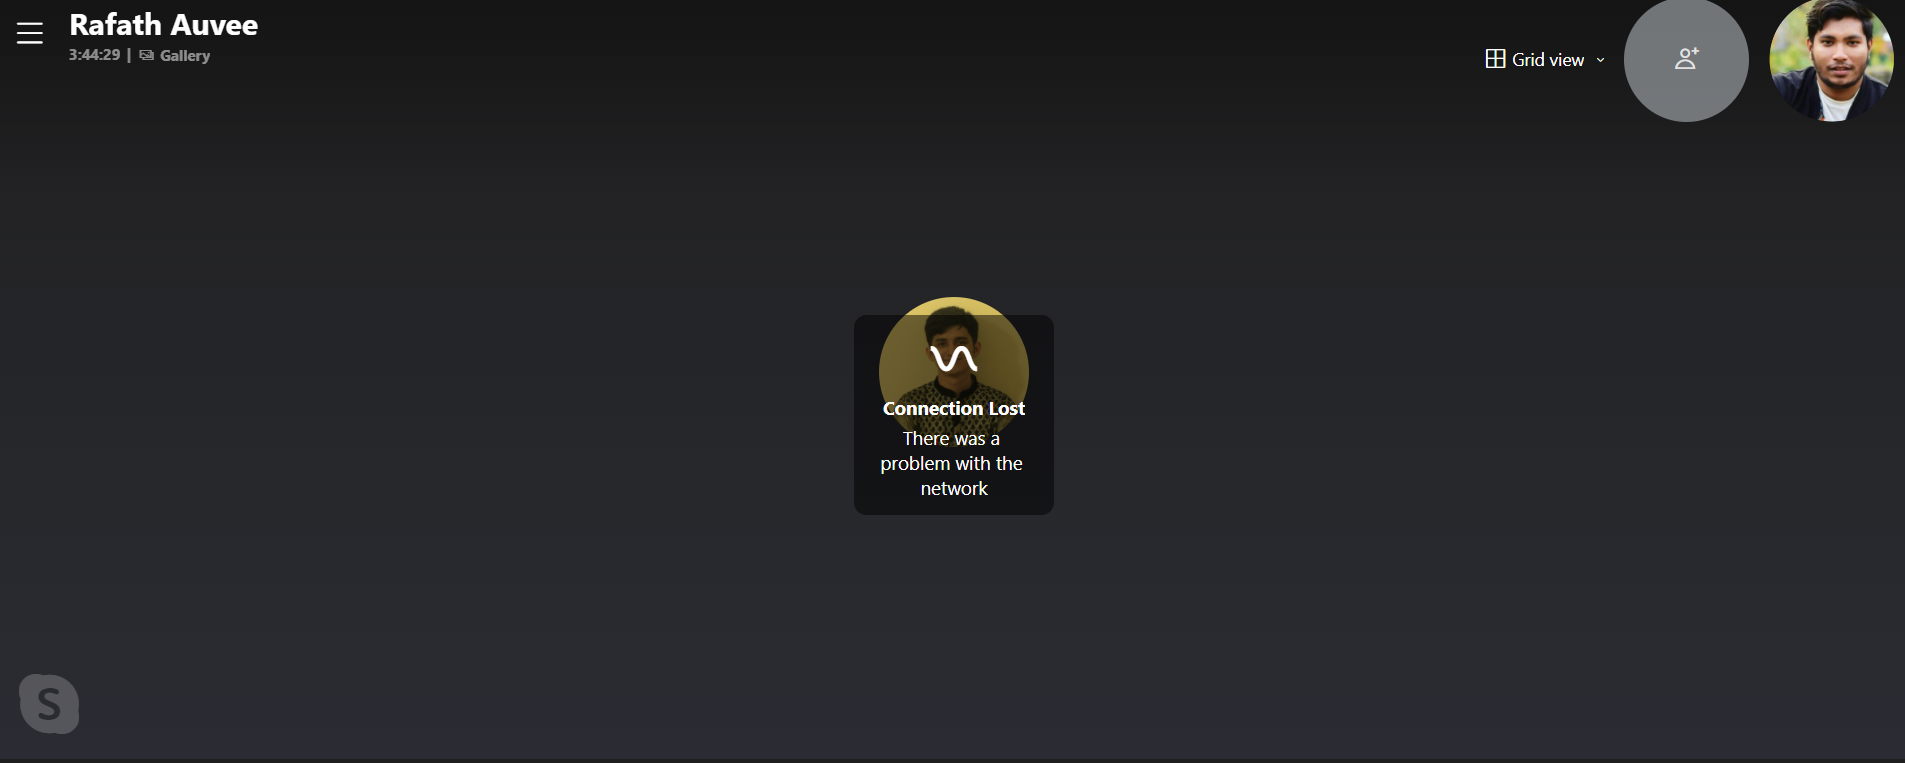 Rafath Auvee
3:44:29 | Gallery
Grid view
Connection Lost
There was a
problem with the
network
S